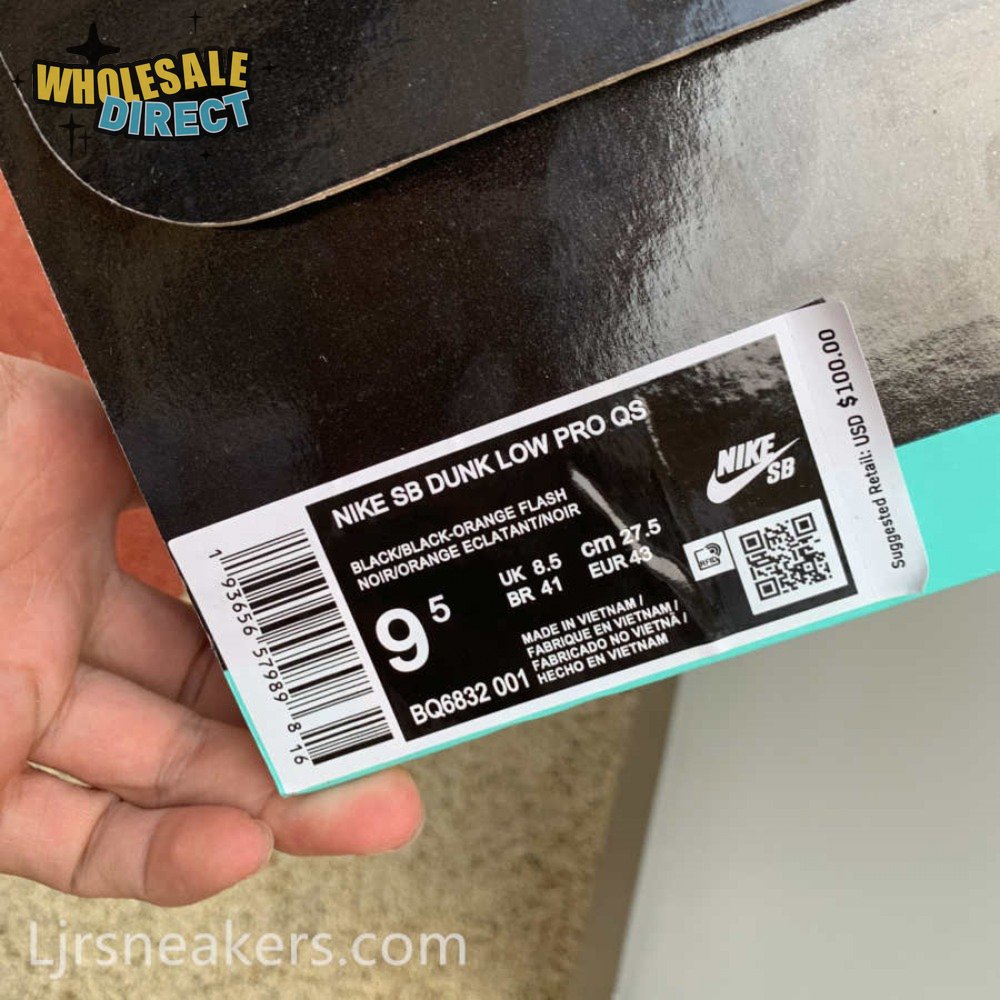 WHOLESALE
DIRECT
Suggested Retail: USD $100.00
NIKE SB DUNK LOW PRO QS
NIKE
SB
BLACK/BLACK-ORANGE FLASH
NOIR/ORANGE ECLATANT/NOIR
9 5
UK 8.5 cm 27.5
BR 41 EUR 43
RFID
MADE IN VIETNAM /
FABRIQUE EN VIETNAM /
FABRICADO NO VIETNÃ /
HECHO EN VIETNAM
BQ6832 001
1 93656 57989 8 16
Ljrsneakers.com